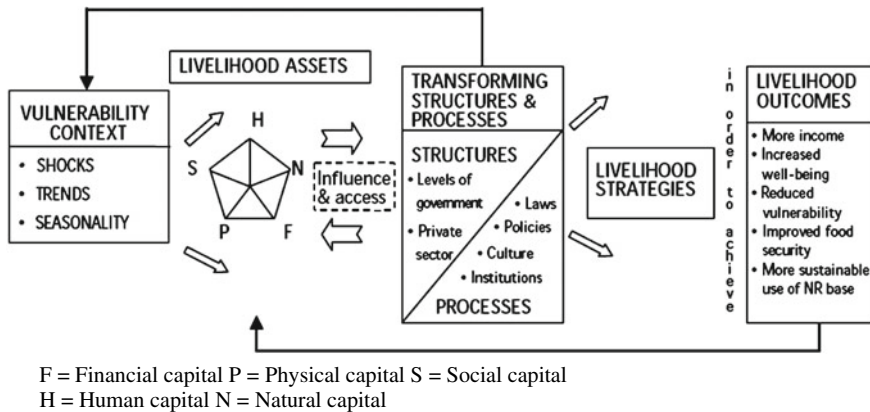 LIVELIHOOD ASSETS
VULNERABILITY
CONTEXT
• SHOCKS
• TRENDS
• SEASONALITY
H
S
N
P
F
Influence
& access
TRANSFORMING
STRUCTURES &
PROCESSES
STRUCTURES
• Levels of
government
• Private
sector
• Laws
• Policies
• Culture
• Institutions
PROCESSES
LIVELIHOOD
STRATEGIES
in order to achieve
LIVELIHOOD
OUTCOMES
• More income
• Increased
well-being
• Reduced
vulnerability
• Improved food
security
• More sustainable
use of NR base
F = Financial capital P = Physical capital S = Social capital
H = Human capital N = Natural capital